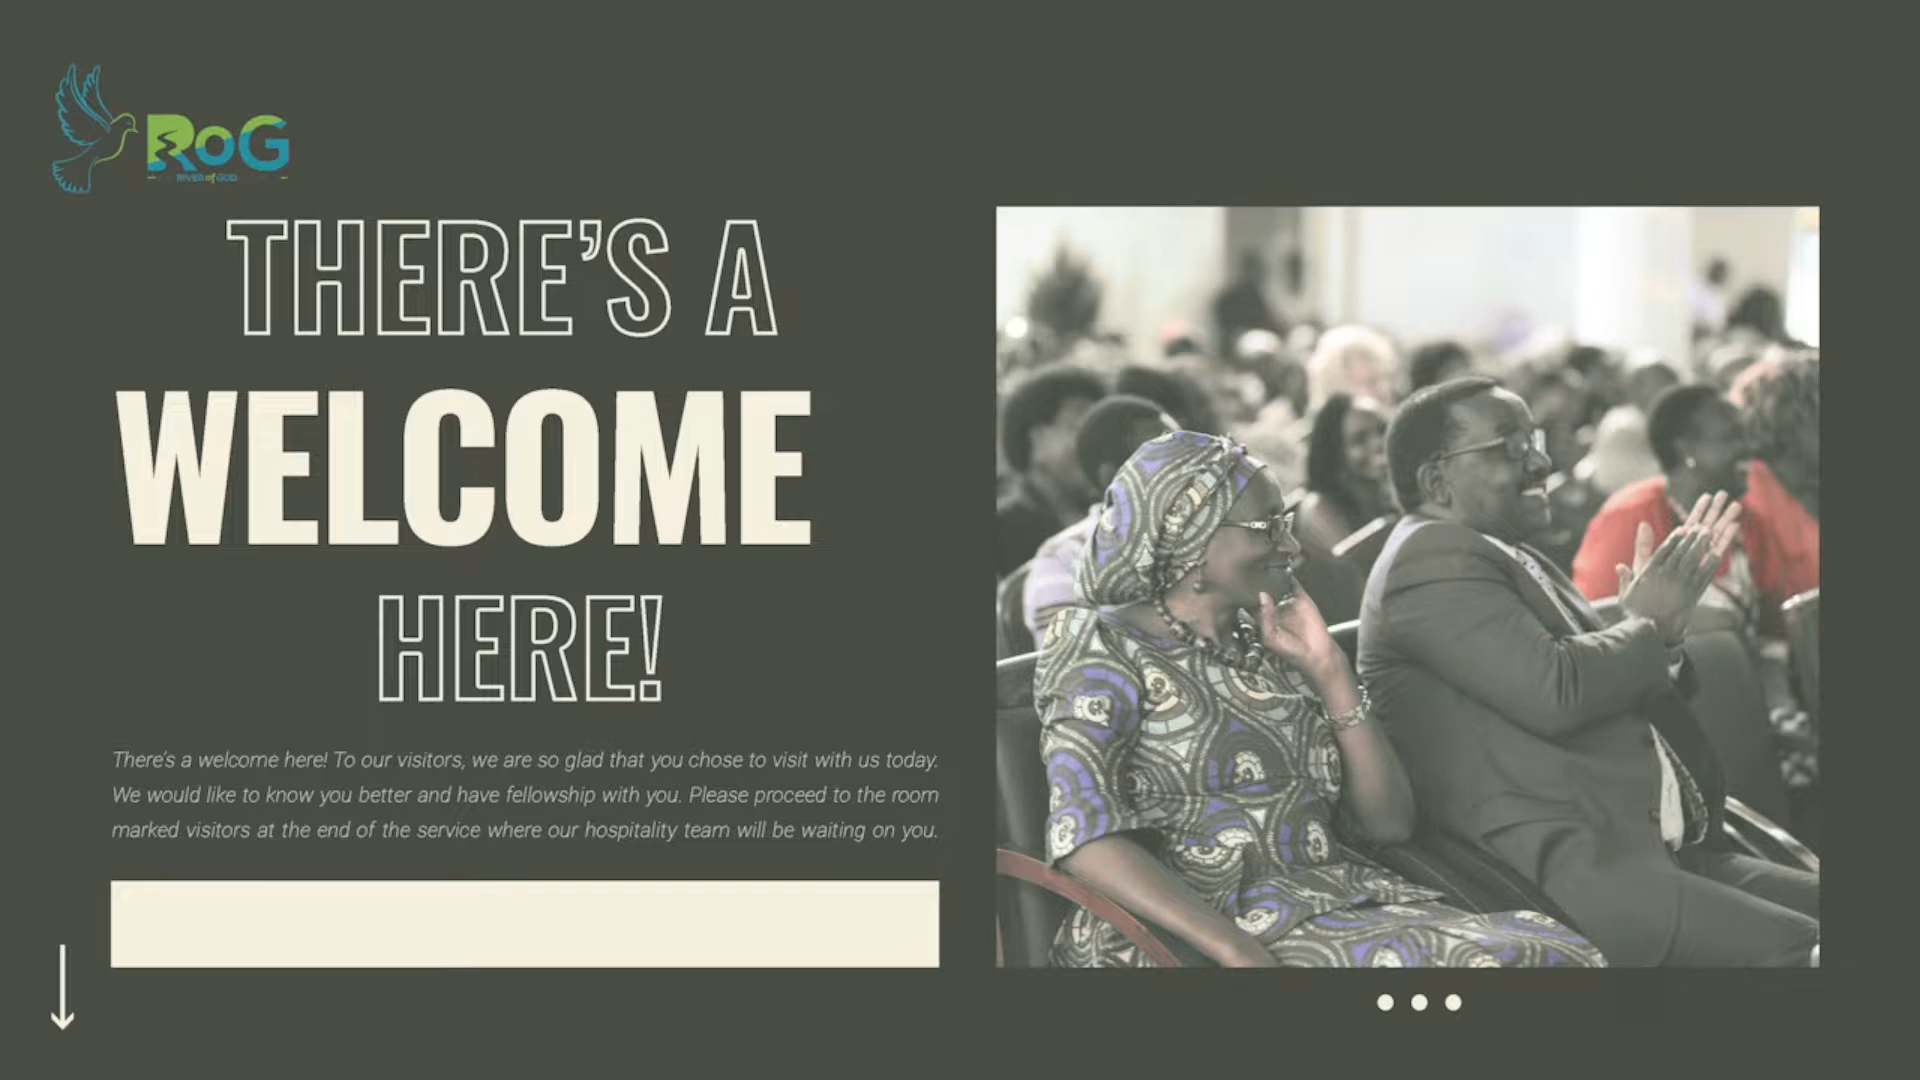 RoG
RIVER of GOD
THERE'S A
WELCOME
HERE!
There's a welcome here! To our visitors, we are so glad that you chose to visit with us today.
We would like to know you better and have fellowship with you. Please proceed to the room
marked visitors at the end of the service where our hospitality team will be waiting on you.